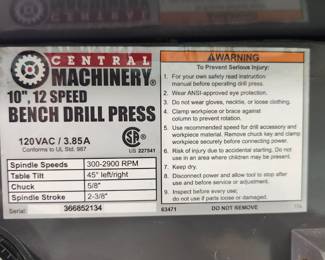 CENTRAL
MACHINERY®
10", 12 SPEED
BENCH DRILL PRESS
120VAC / 3.85A
Conforms to UL Std. 987
US 227541
Spindle Speeds 300-2900 RPM
Table Tilt 45° left/right
Chuck 5/8"
Spindle Stroke 2-3/8"
Serial: 366852134
⚠WARNING
To Prevent Serious Injury:
1. For your own safety read instruction
manual before operating drill press.
2. Wear ANSI-approved eye protection.
3. Do not wear gloves, necktie, or loose clothing.
4. Clamp workpiece or brace against
column to prevent rotation.
5. Use recommended speed for drill accessory and
workpiece material. Remove chuck key and clamp
workpiece securely before connecting to power.
6. Risk of injury due to accidental starting. Do not
use in an area where children may be present.
7. Keep dry.
8. Disconnect power and allow tool to stop after
use and before service or adjustment.
9. Inspect before every use;
do not use if parts loose or damaged.
63471 DO NOT REMOVE